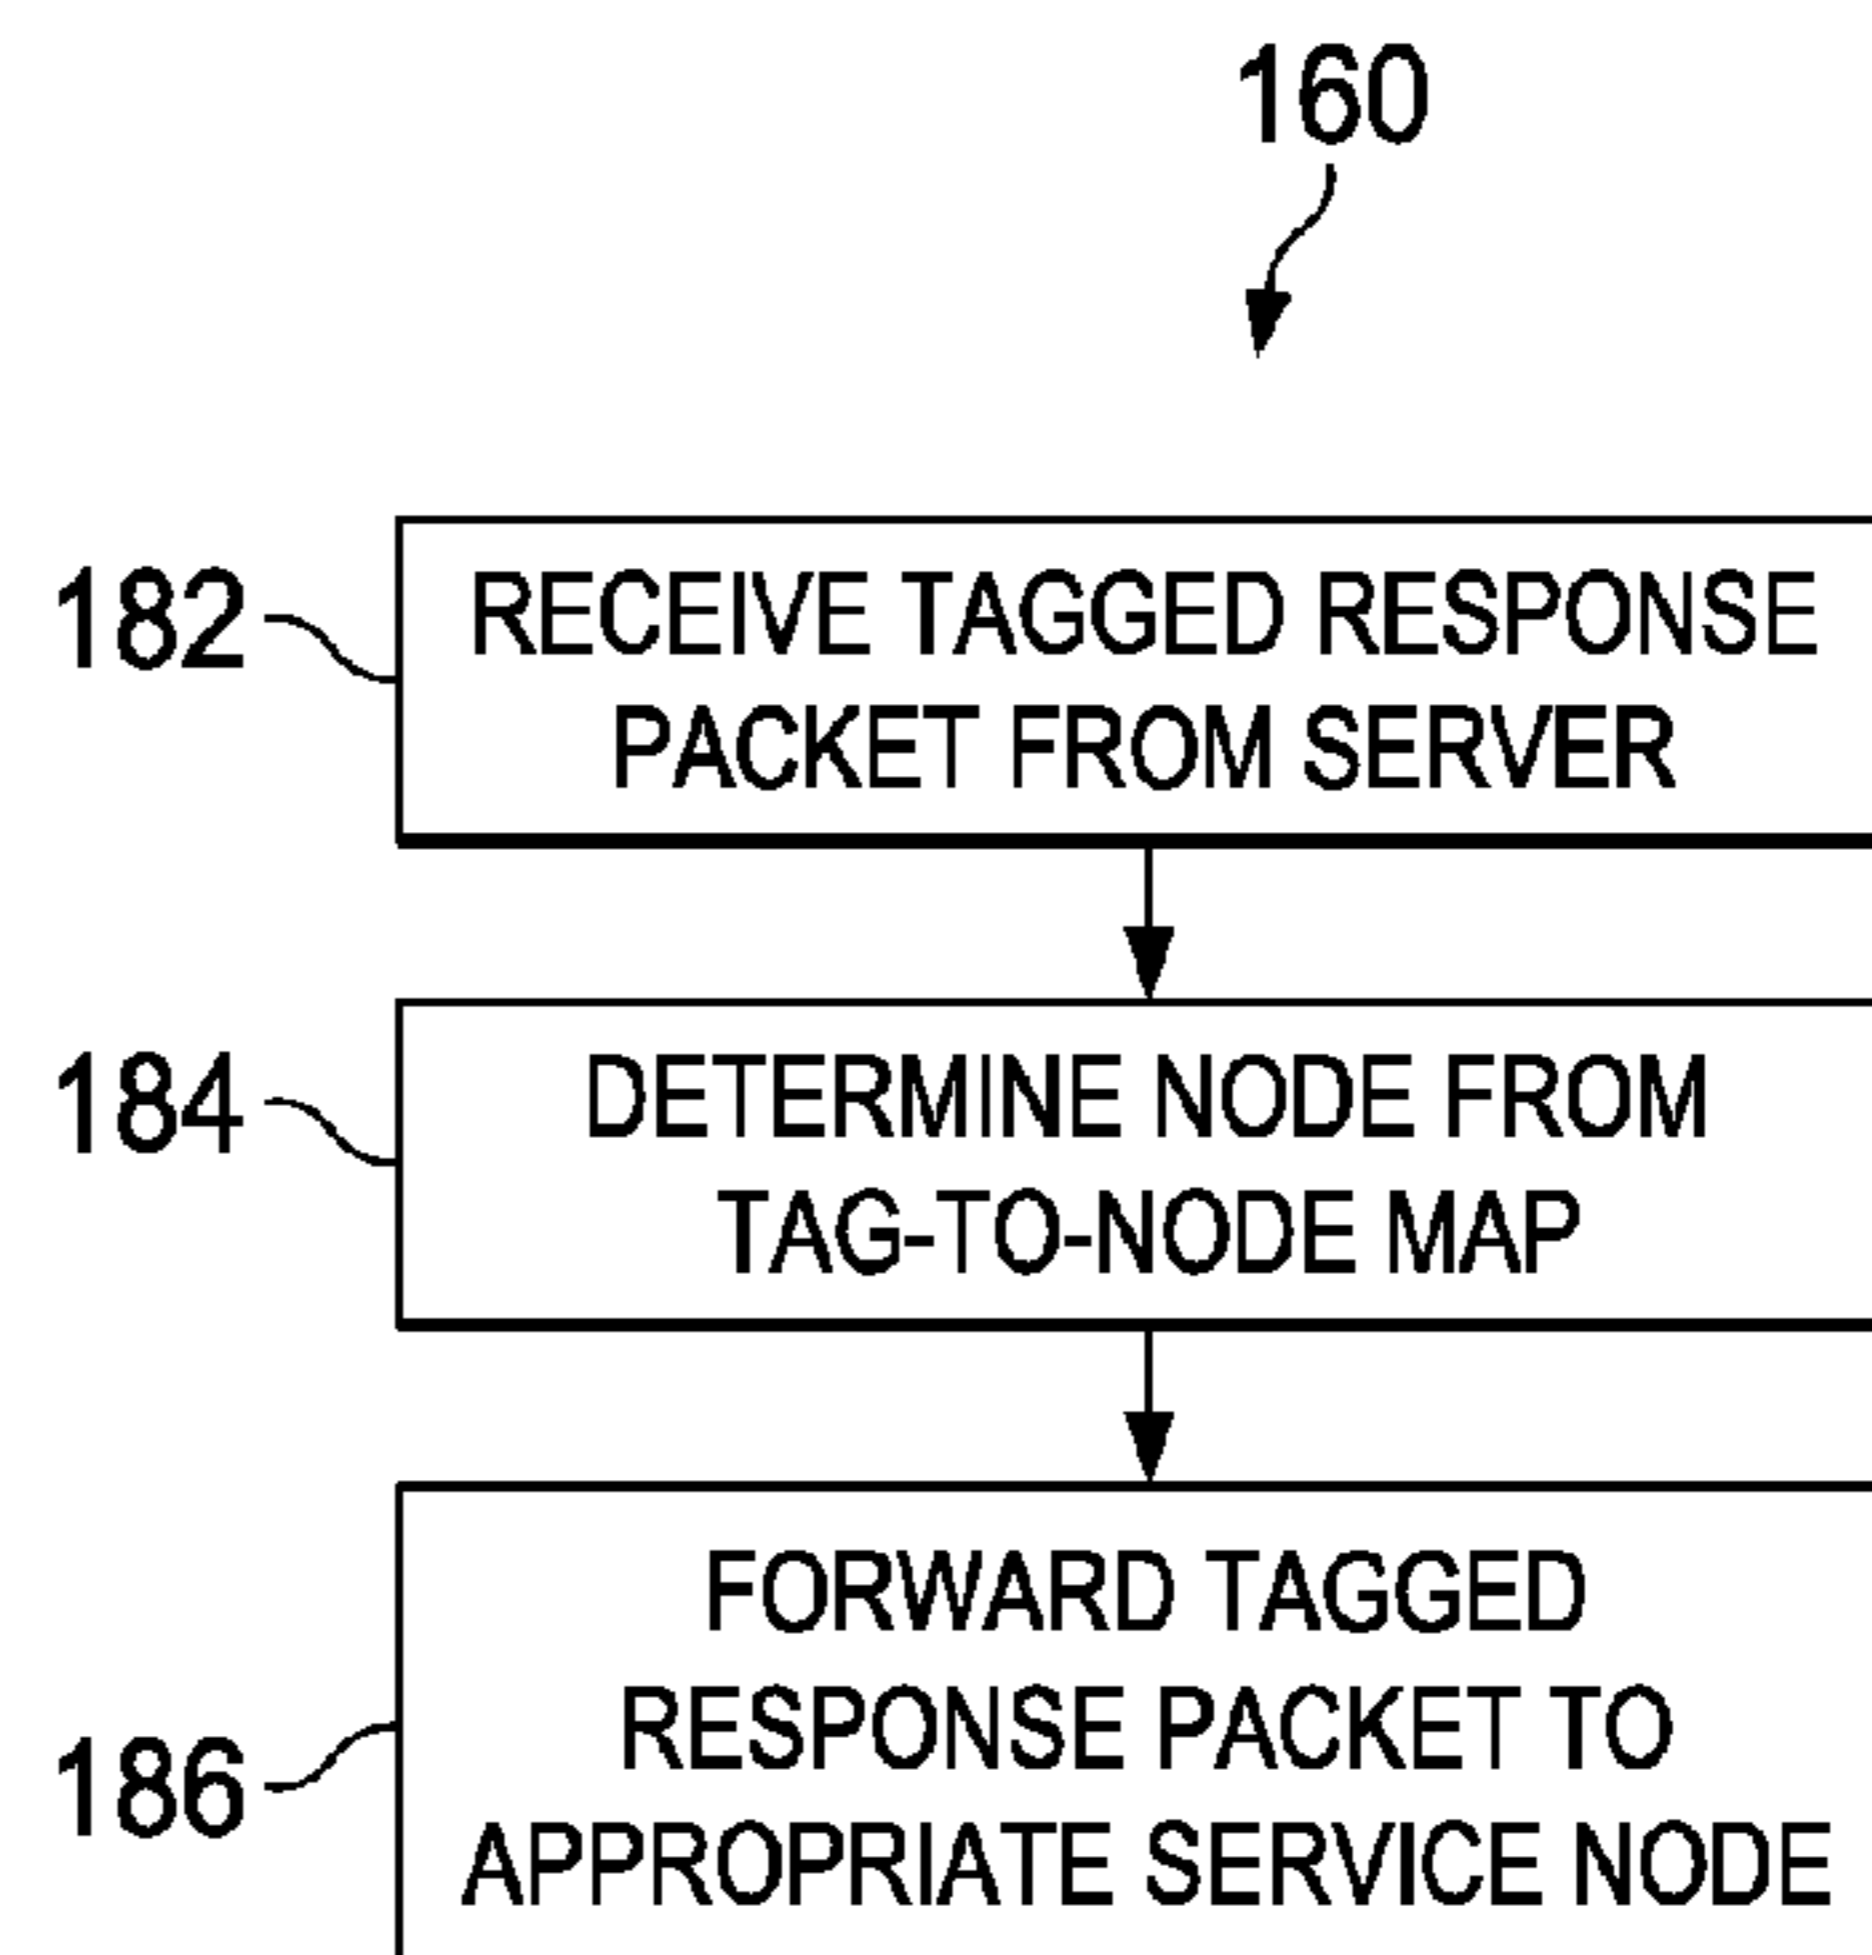 160
182
RECEIVE TAGGED RESPONSE
PACKET FROM SERVER
184
DETERMINE NODE FROM
TAG-TO-NODE MAP
186
FORWARD TAGGED
RESPONSE PACKET TO
APPROPRIATE SERVICE NODE